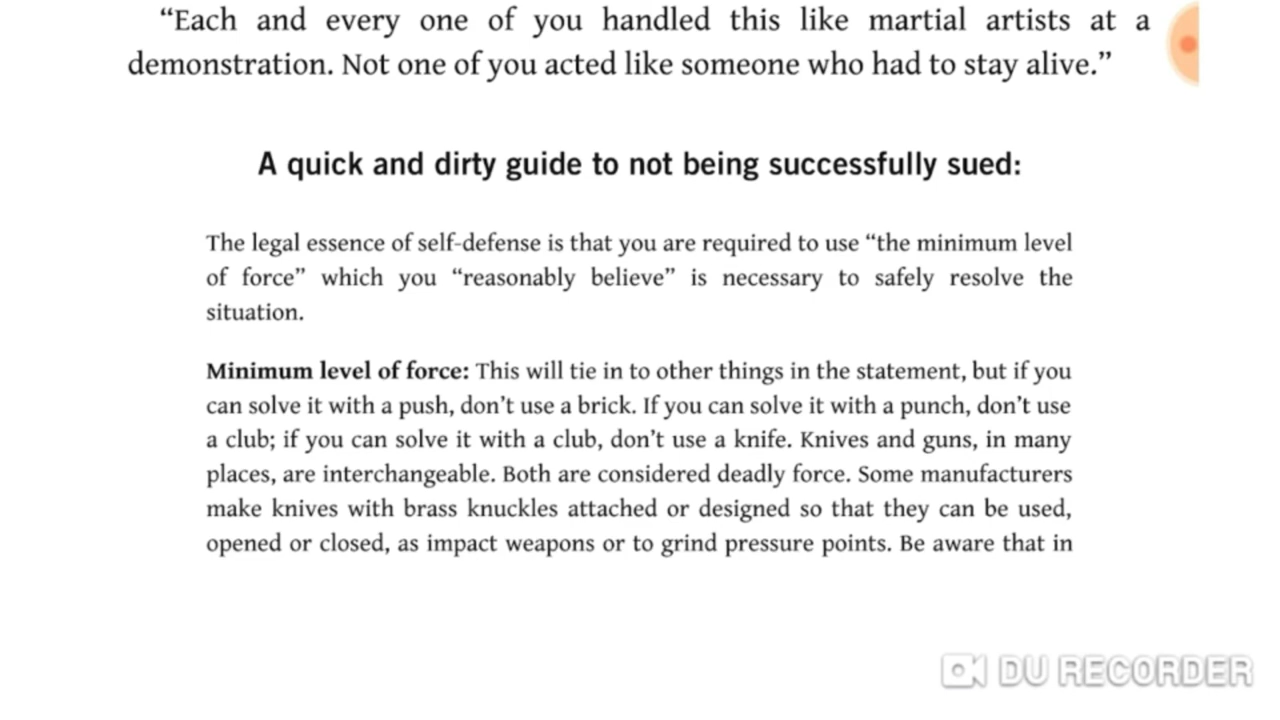 “Each and every one of you handled this like martial artists at a
demonstration. Not one of you acted like someone who had to stay alive.”
A quick and dirty guide to not being successfully sued:
The legal essence of self-defense is that you are required to use “the minimum level
of force” which you “reasonably believe” is necessary to safely resolve the
situation.
Minimum level of force: This will tie in to other things in the statement, but if you
can solve it with a push, don’t use a brick. If you can solve it with a punch, don’t use
a club; if you can solve it with a club, don’t use a knife. Knives and guns, in many
places, are interchangeable. Both are considered deadly force. Some manufacturers
make knives with brass knuckles attached or designed so that they can be used,
opened or closed, as impact weapons or to grind pressure points. Be aware that in
DU RECORDER